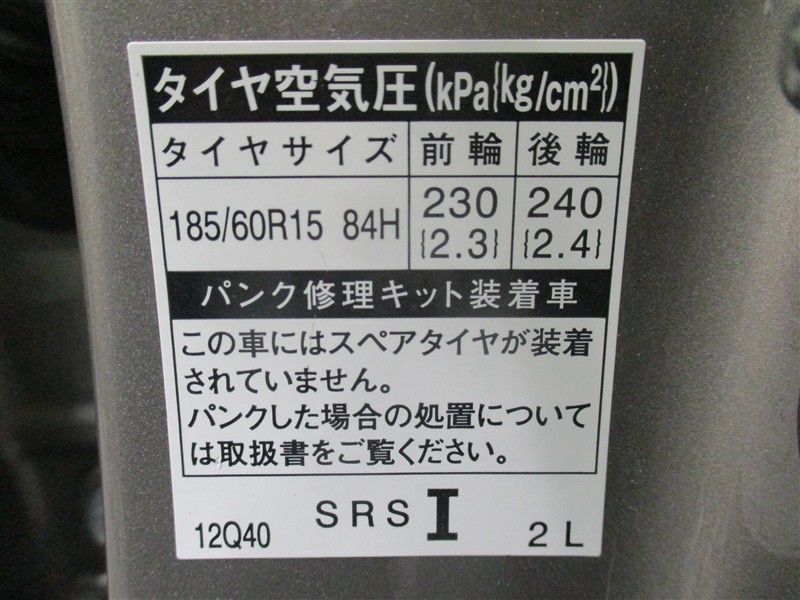 タイヤ空気圧(kPa{kg/cm²})
タイヤサイズ 前輪 後輪
185/60R15 84H 230 240
{2.3} {2.4}
パンク修理キット装着車
この車にはスペアタイヤが装着
されていません。
パンクした場合の処置について
は取扱書をご覧ください。
12Q40 SRS I 2L